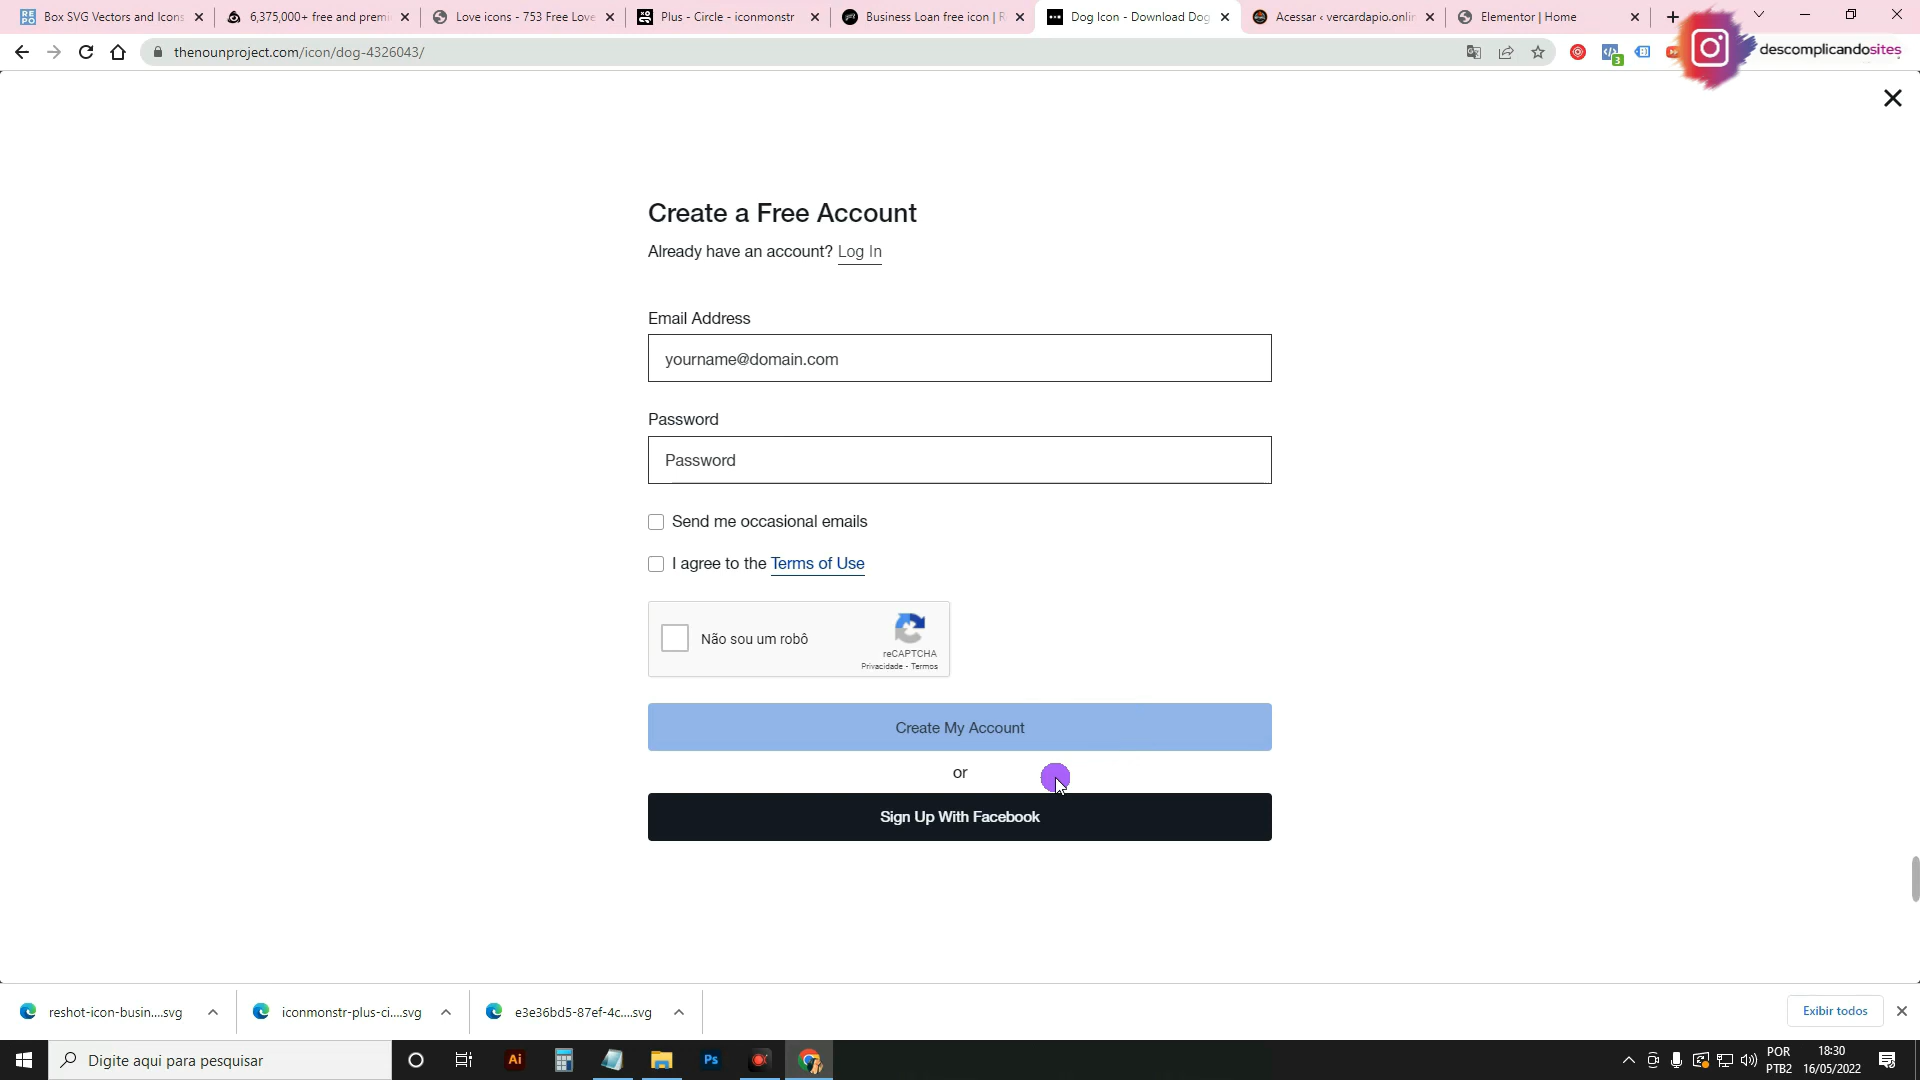 Box SVG Vectors and Icons
6,375,000+ free and premi
Love icons - 753 Free Love
Plus - Circle - iconmonstr
Business Loan free icon | R
Dog Icon - Download Dog
Acessar ‹ vercardapio.onlin
Elementor | Home
thenounproject.com/icon/dog-4326043/
3
descomplicandosites
Create a Free Account
Already have an account? Log In
Email Address
yourname@domain.com
Password
Password
Send me occasional emails
I agree to the Terms of Use
Não sou um robô
reCAPTCHA
Privacidade - Termos
Create My Account
or
Sign Up With Facebook
reshot-icon-busin....svg
iconmonstr-plus-ci....svg
e3e36bd5-87ef-4c....svg
Exibir todos
Digite aqui para pesquisar
Ai
Ps
POR
PTB2
18:30
16/05/2022